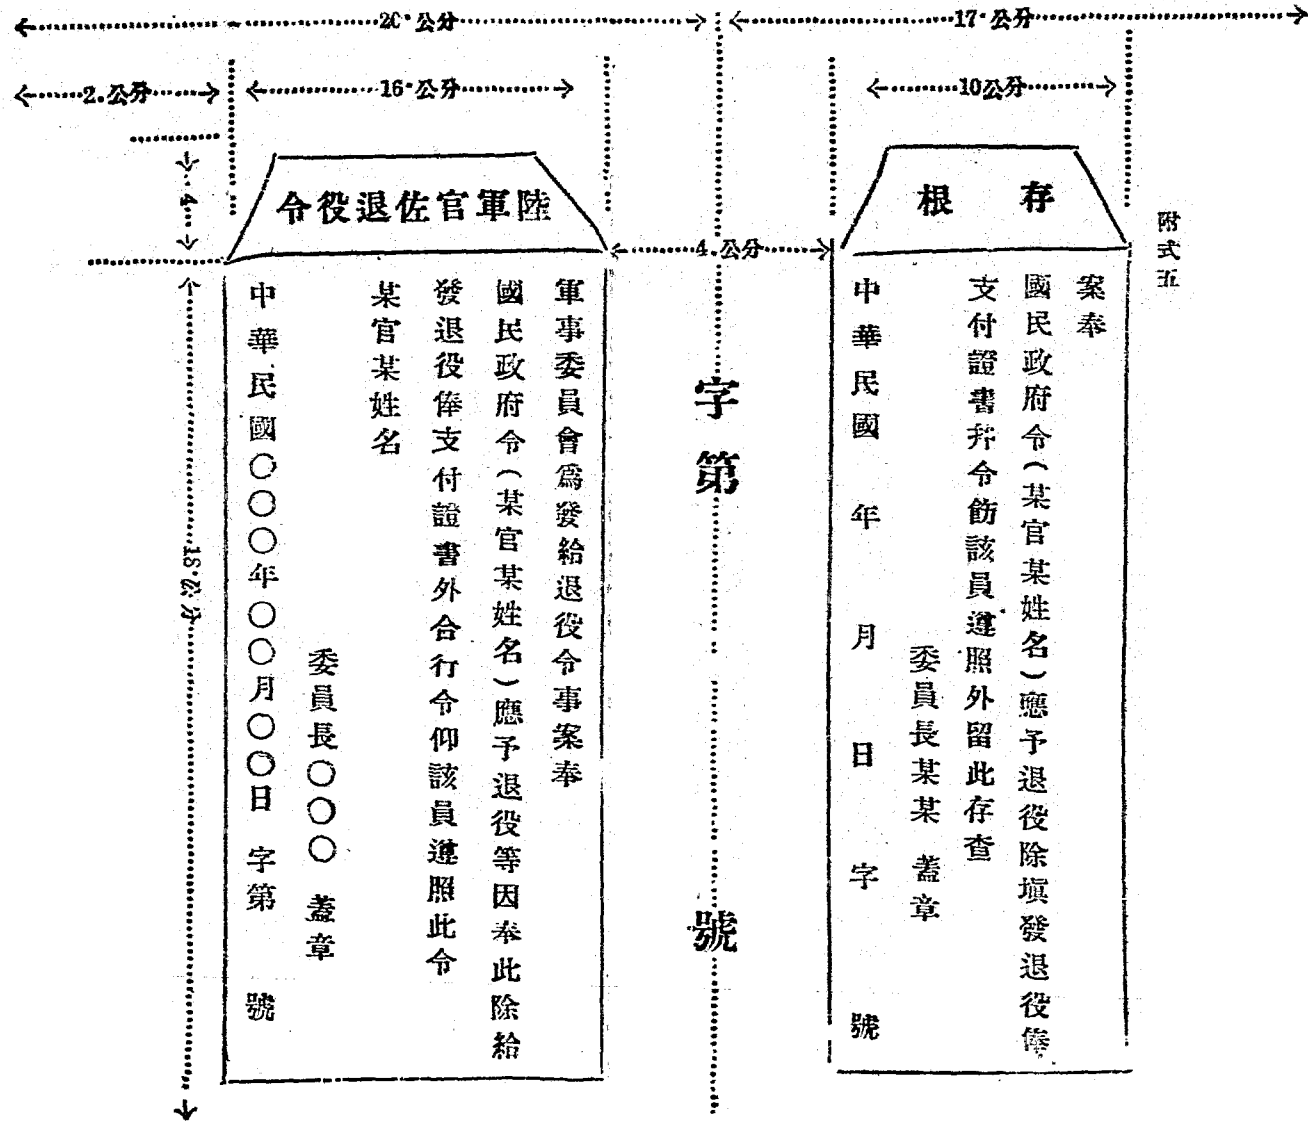 附式五
20公分
17公分
2.公分
16公分
10公分
4
4.公分
18公分
存根
案奉
國民政府令(某官某姓名)應予退役除塡發退役俸
支付證書幷令飭該員遵照外留此存查
委員長某某 蓋章
中華民國 年 月 日 字 號
字第 號
陸軍官佐退役令
軍事委員會爲發給退役令事案奉
國民政府令(某官某姓名)應予退役等因奉此除給
發退役俸支付證書外合行令仰該員遵照此令
某官某姓名
委員長〇〇〇 蓋章
中華民國〇〇〇年〇〇月〇〇日 字第 號